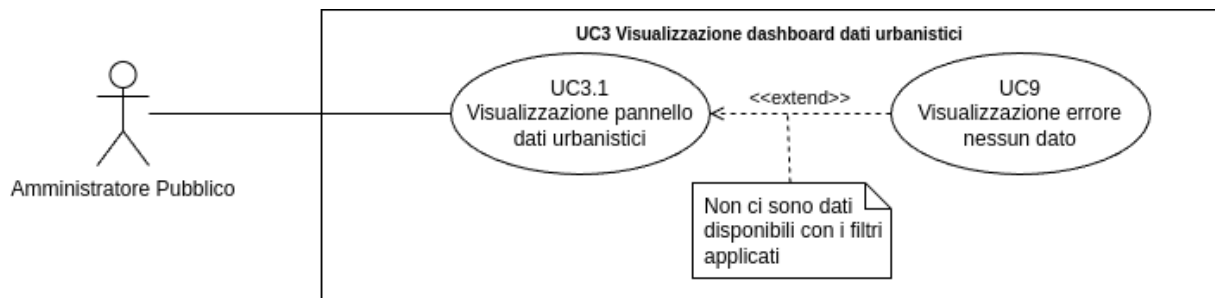 UC3 Visualizzazione dashboard dati urbanistici
UC3.1
Visualizzazione pannello
dati urbanistici
<<extend>>
UC9
Visualizzazione errore
nessun dato
Amministratore Pubblico
Non ci sono dati
disponibili con i filtri
applicati